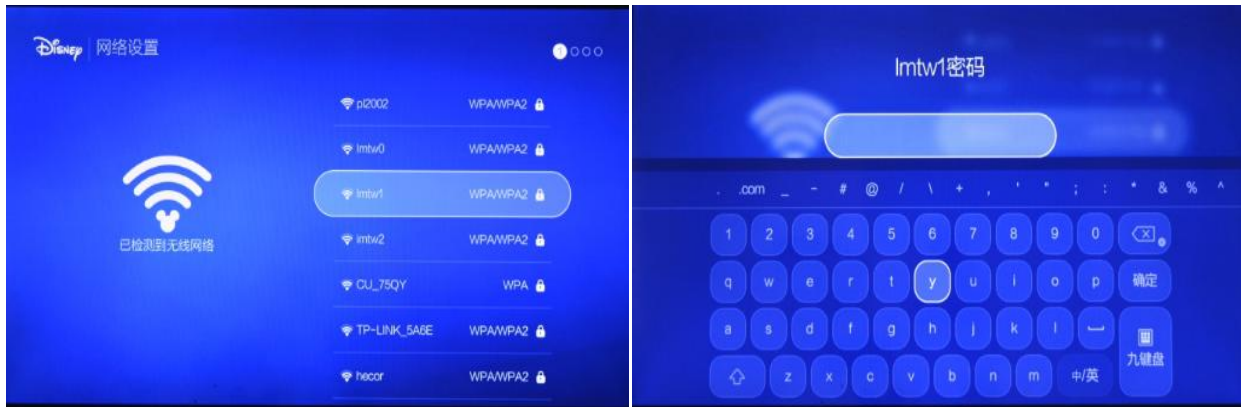 Disney 网络设置
1
pl2002 WPA/WPA2
lmtw0 WPA/WPA2
lmtw1 WPA/WPA2
lmtw2 WPA/WPA2
CU_75QY WPA
TP-LINK_5A6E WPA/WPA2
hecor WPA/WPA2
已检测到无线网络
lmtw1密码
. .com _ - # @ / \ + , ' " ; : * & % ^
1 2 3 4 5 6 7 8 9 0
q w e r t y u i o p 确定
a s d f g h j k l
九键盘
z x c v b n m 中/英